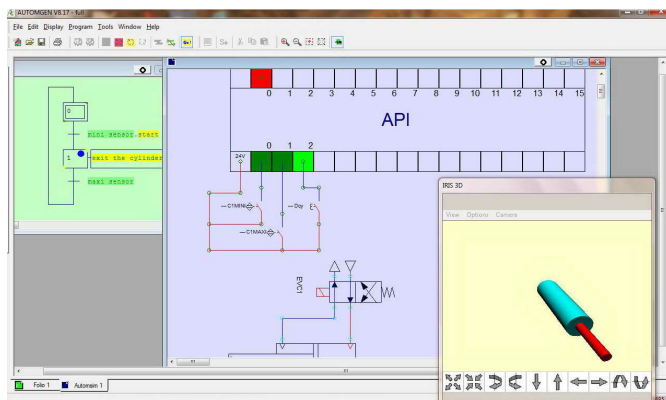 AUTOMGEN V8.17 - full
File Edit Display Program Tools Window Help
0
mini sensor.start
1
exit the cylinder
maxi sensor
0 1 2 3 4 5 6 7 8 9 10 11 12 13 14 15
API
0 1 2
24V
C1MINI
Dcy
C1MAXI
EVC1
IRIS 3D
View Options Camera
Folio 1
Automsim 1